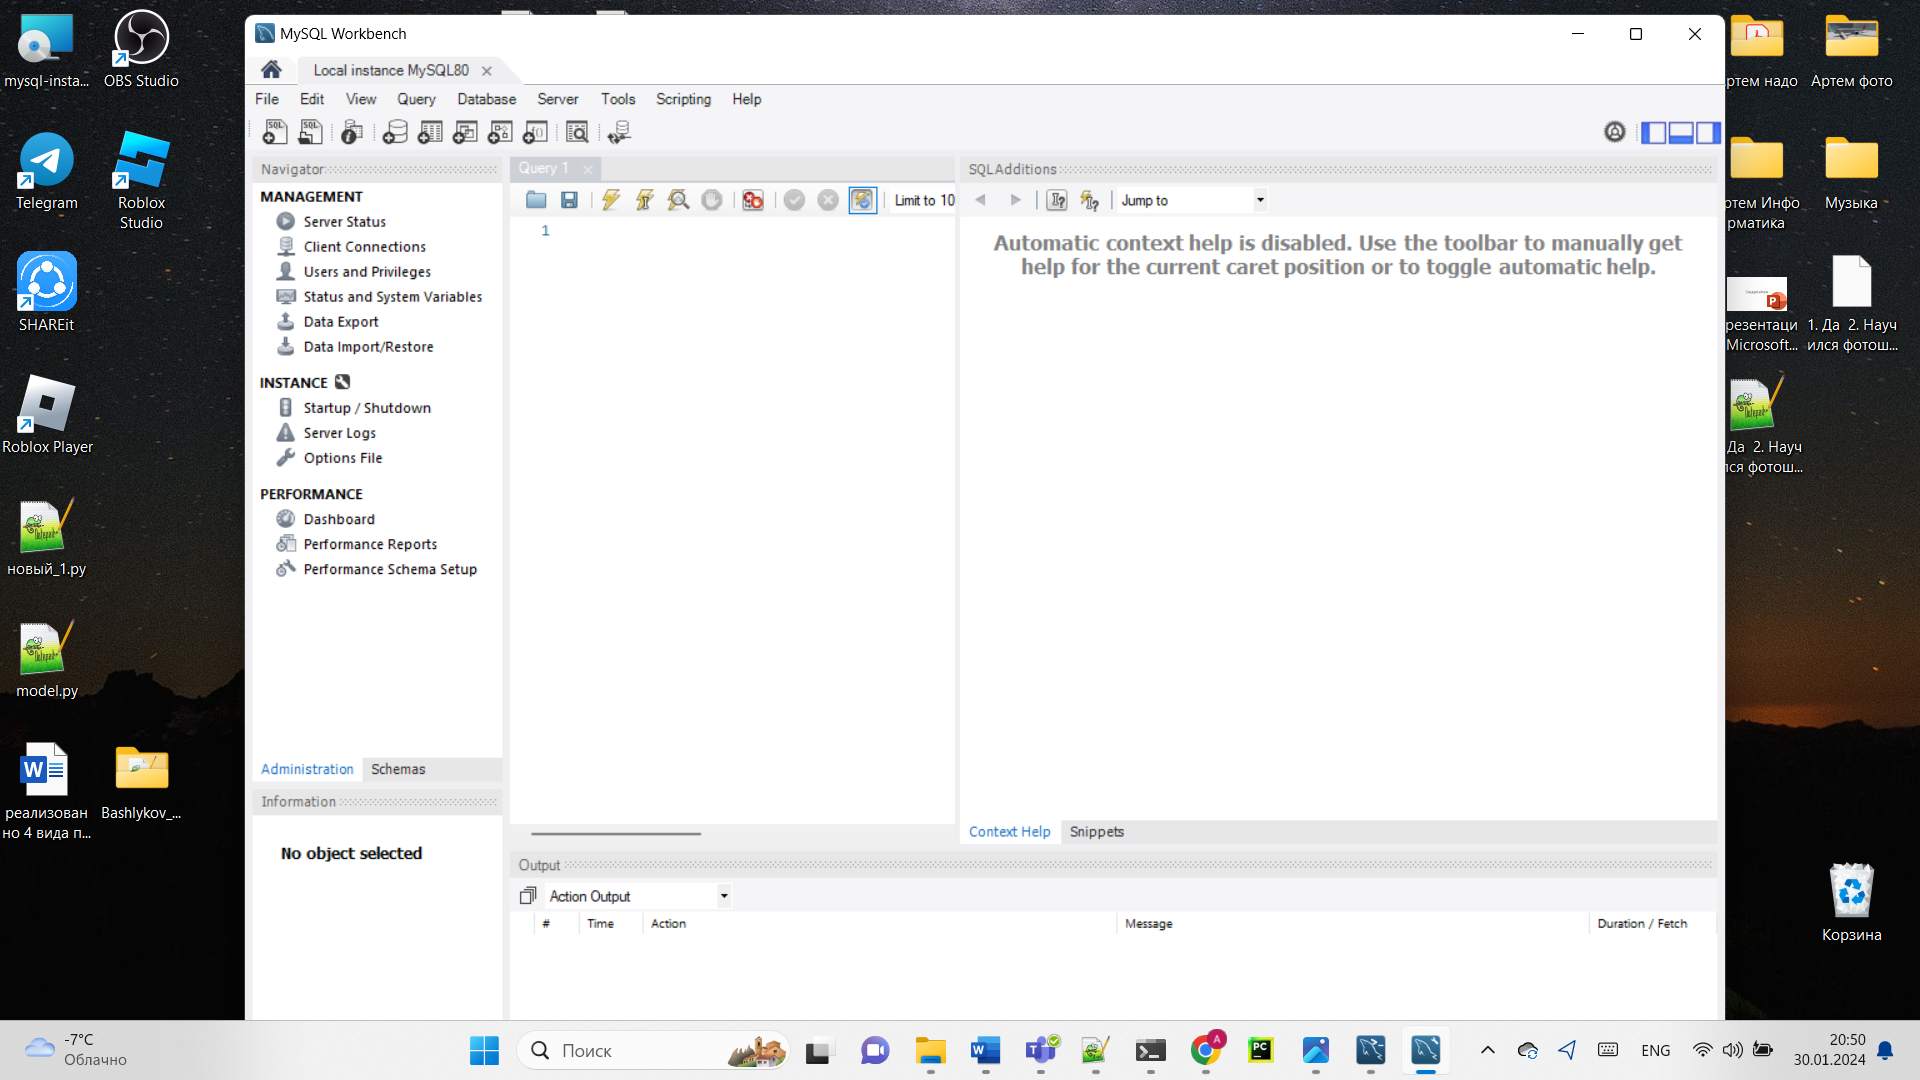 mysql-insta...
OBS Studio
Telegram
Roblox
Studio
SHAREit
Roblox Player
новый_1.py
model.py
реализован
но 4 вида п...
Bashlykov_...
MySQL Workbench
Local instance MySQL80
File Edit View Query Database Server Tools Scripting Help
Navigator
MANAGEMENT
Server Status
Client Connections
Users and Privileges
Status and System Variables
Data Export
Data Import/Restore
INSTANCE
Startup / Shutdown
Server Logs
Options File
PERFORMANCE
Dashboard
Performance Reports
Performance Schema Setup
Administration Schemas
Information
No object selected
Query 1
Limit to 10
1
SQLAdditions
Jump to
Automatic context help is disabled. Use the toolbar to manually get
help for the current caret position or to toggle automatic help.
Context Help Snippets
Output
Action Output
# Time Action Message Duration / Fetch
ртем надо
Артем фото
ртем Инфо
рматика
Музыка
резентаци
Microsoft...
1. Да 2. Науч
ился фотош...
Да 2. Науч
лся фотош...
Корзина
-7°C
Облачно
Поиск
ENG
20:50
30.01.2024